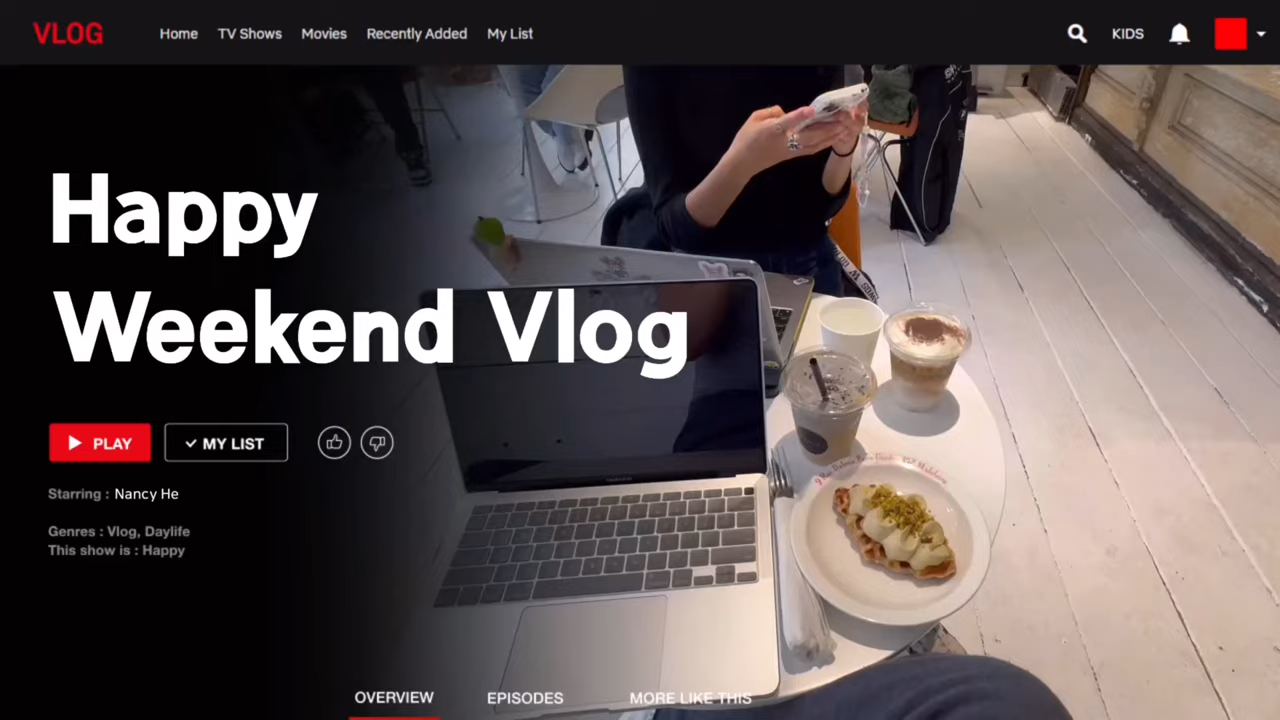 VLOG
Home TV Shows Movies Recently Added My List
KIDS
Happy
Weekend Vlog
PLAY
MY LIST
Starring : Nancy He
Genres : Vlog, Daylife
This show is : Happy
OVERVIEW EPISODES MORE LIKE THIS